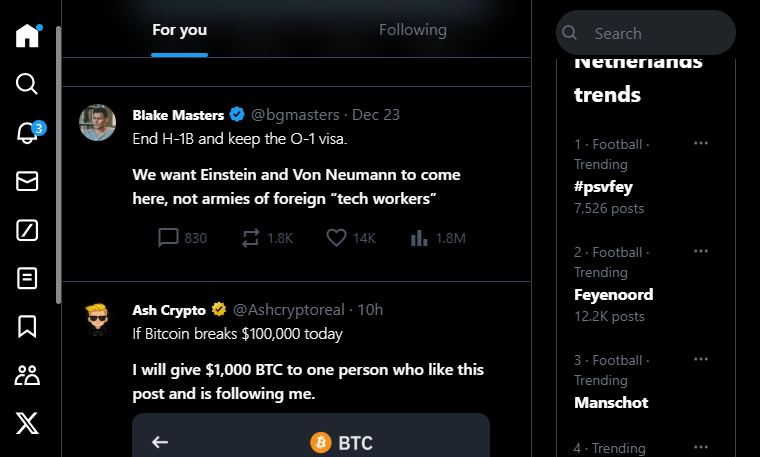 For you
Following
Blake Masters @bgmasters · Dec 23
End H-1B and keep the O-1 visa.
We want Einstein and Von Neumann to come
here, not armies of foreign “tech workers”
830
1.8K
14K
1.8M
Ash Crypto @Ashcryptoreal · 10h
If Bitcoin breaks $100,000 today
I will give $1,000 BTC to one person who like this
post and is following me.
BTC
3
Search
Netherlands
trends
1 · Football ·
Trending
#psvfey
7,526 posts
2 · Football ·
Trending
Feyenoord
12.2K posts
3 · Football ·
Trending
Manschot
4 · Trending